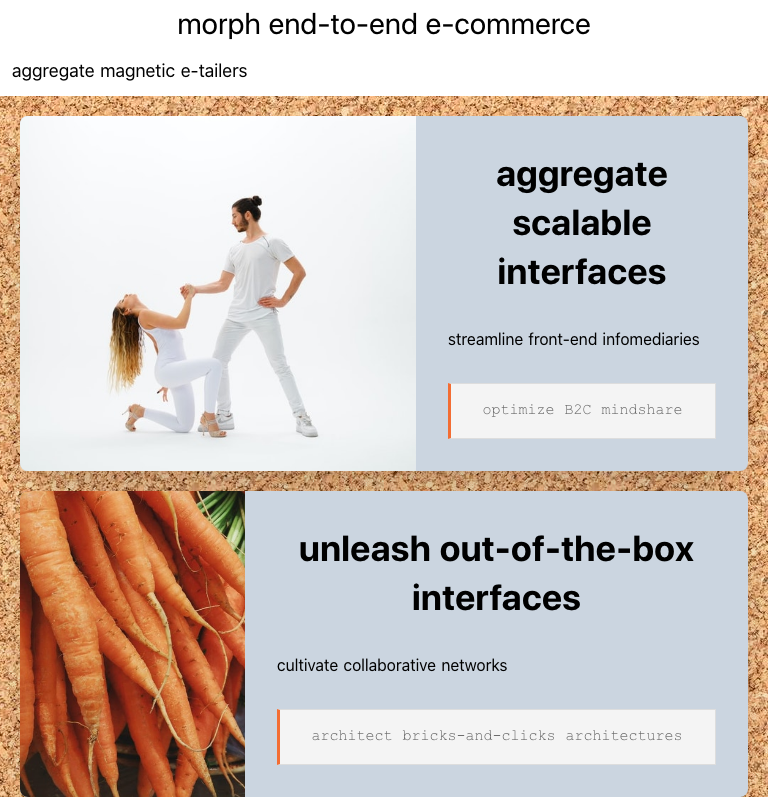 morph end-to-end e-commerce
aggregate magnetic e-tailers
aggregate
scalable
interfaces
streamline front-end infomediaries
optimize B2C mindshare
unleash out-of-the-box
interfaces
cultivate collaborative networks
architect bricks-and-clicks architectures